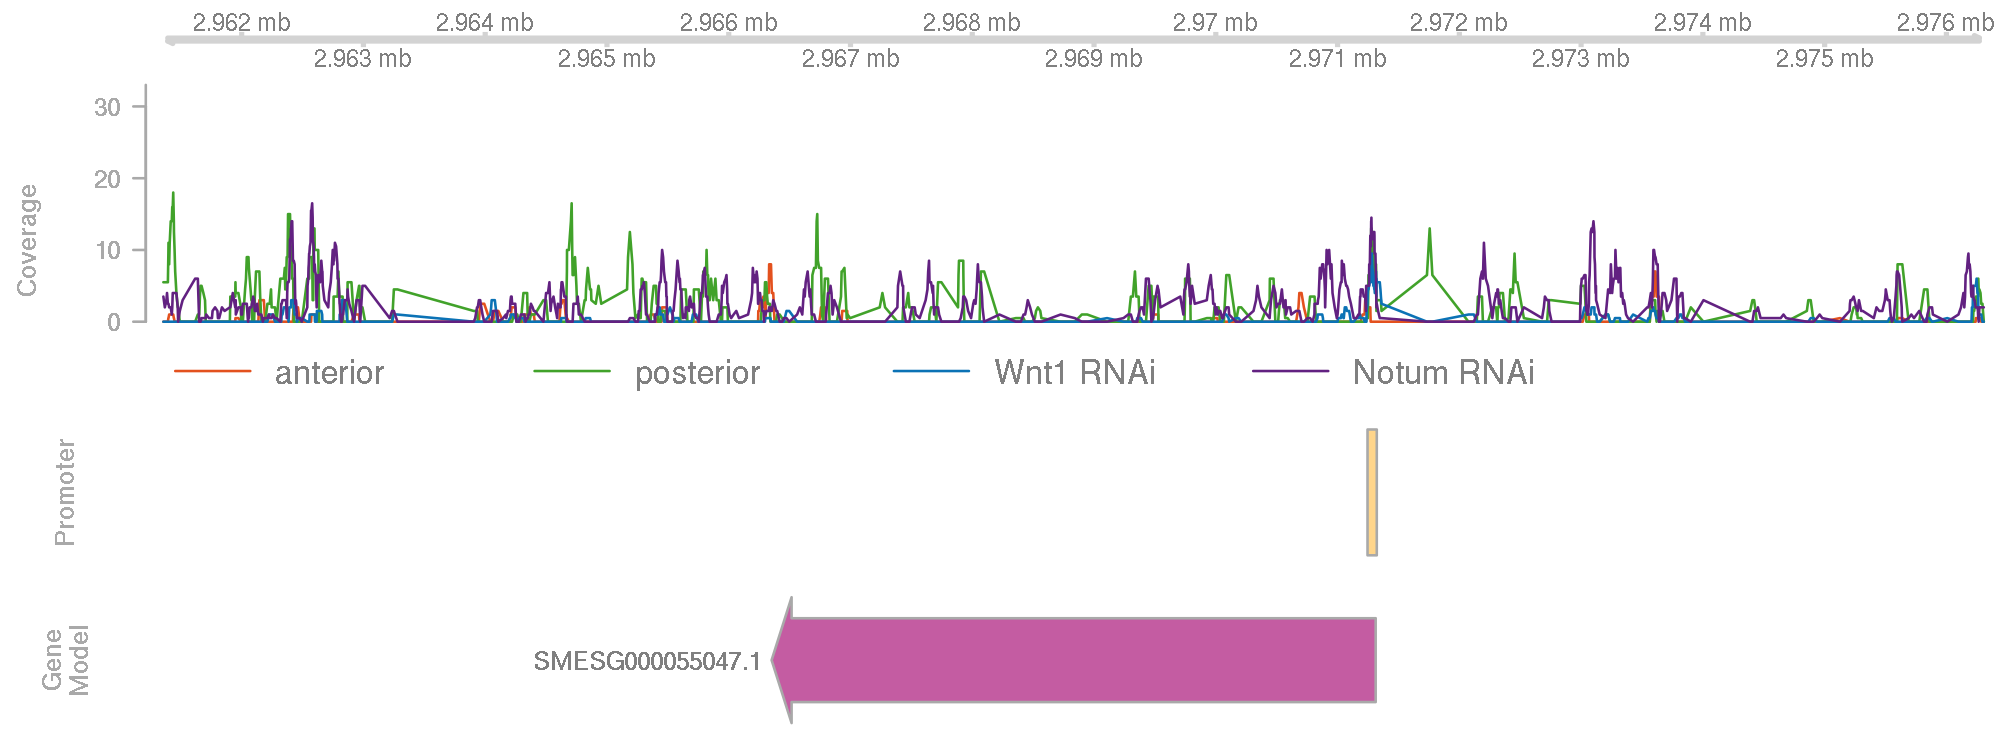 2.962 mb 2.964 mb 2.966 mb 2.968 mb 2.97 mb 2.972 mb 2.974 mb 2.976 mb
2.963 mb 2.965 mb 2.967 mb 2.969 mb 2.971 mb 2.973 mb 2.975 mb
Coverage
30
20
10
0
anterior posterior Wnt1 RNAi Notum RNAi
Promoter
Gene
Model
SMESG000055047.1